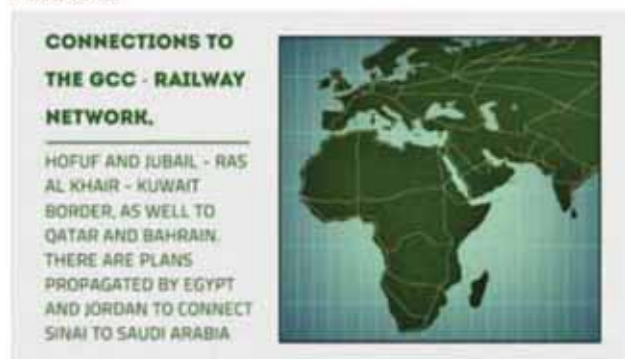 CONNECTIONS TO
THE GCC - RAILWAY
NETWORK.
HOFUF AND JUBAIL - RAS
AL KHAIR - KUWAIT
BORDER, AS WELL TO
QATAR AND BAHRAIN.
THERE ARE PLANS
PROPAGATED BY EGYPT
AND JORDAN TO CONNECT
SINAI TO SAUDI ARABIA